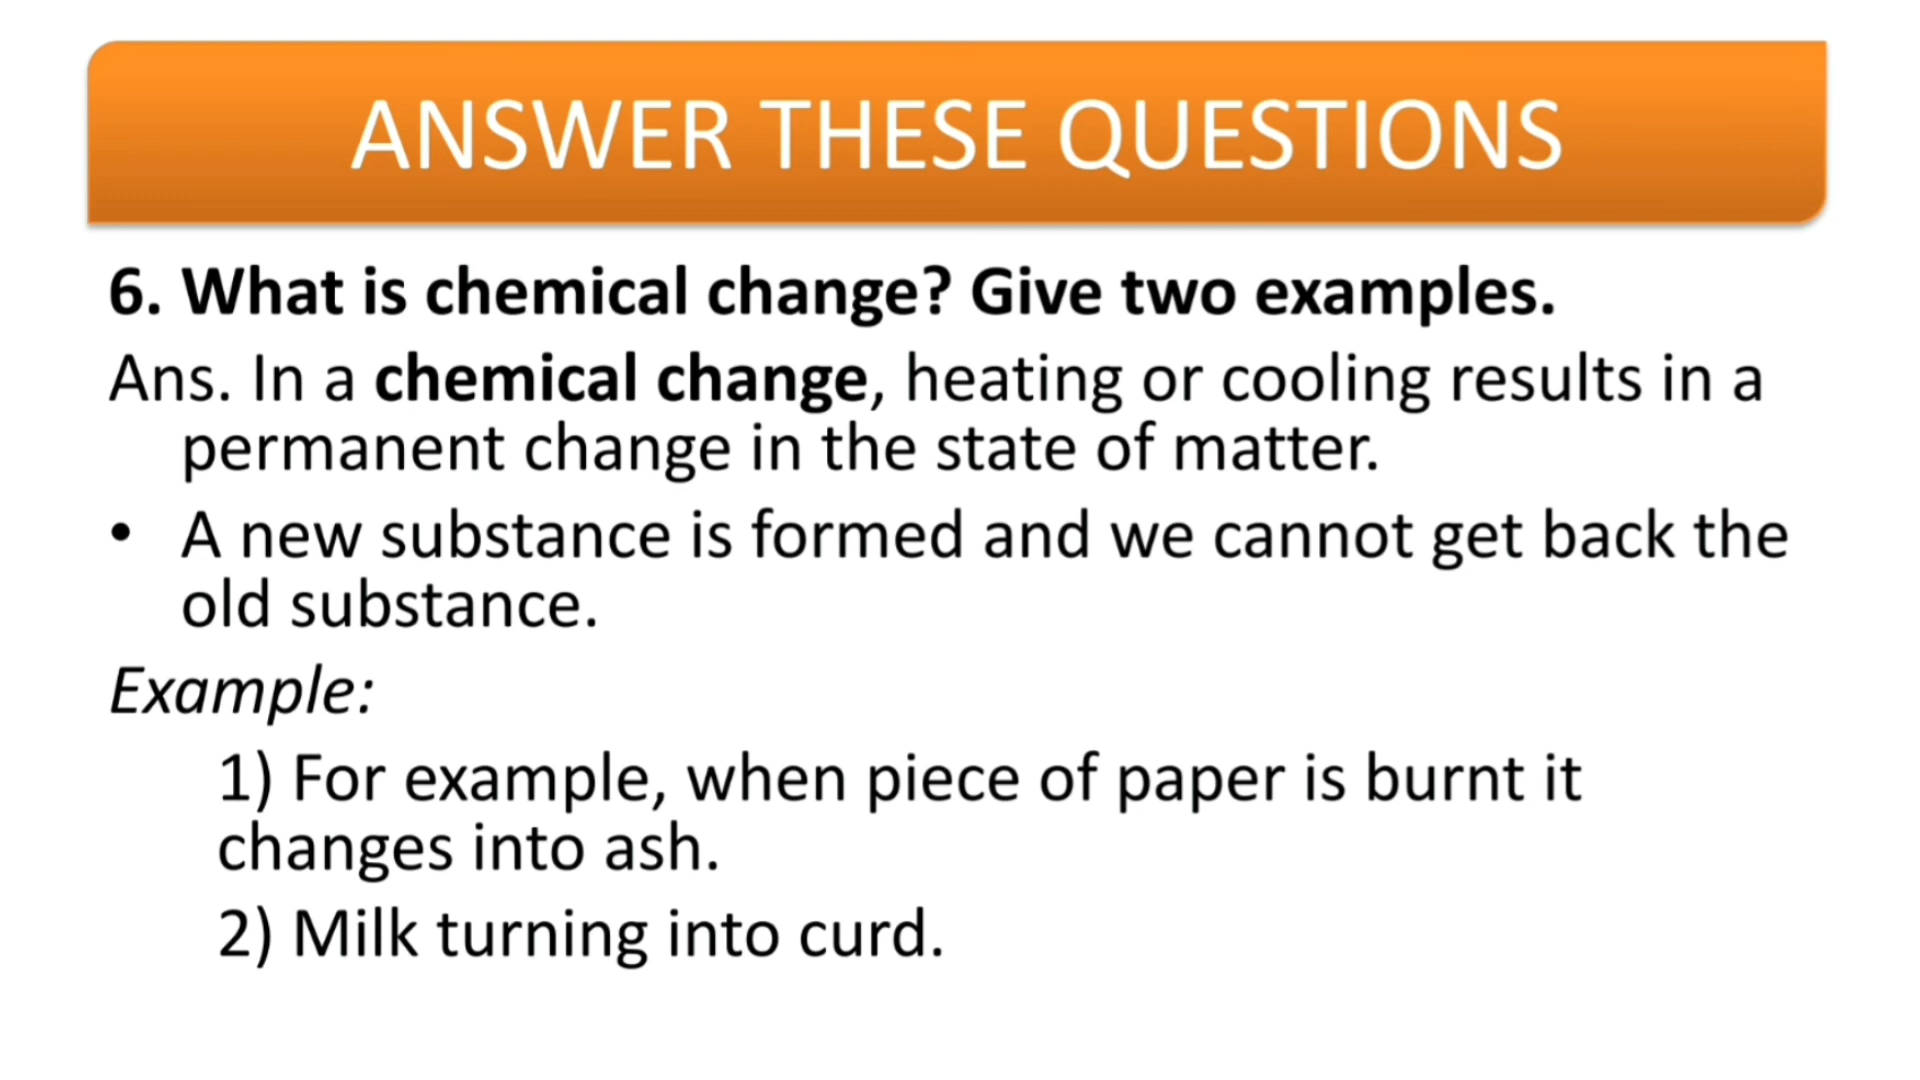 ANSWER THESE QUESTIONS
6. What is chemical change? Give two examples.
Ans. In a chemical change, heating or cooling results in a
permanent change in the state of matter.
• A new substance is formed and we cannot get back the
old substance.
Example:
1) For example, when piece of paper is burnt it
changes into ash.
2) Milk turning into curd.